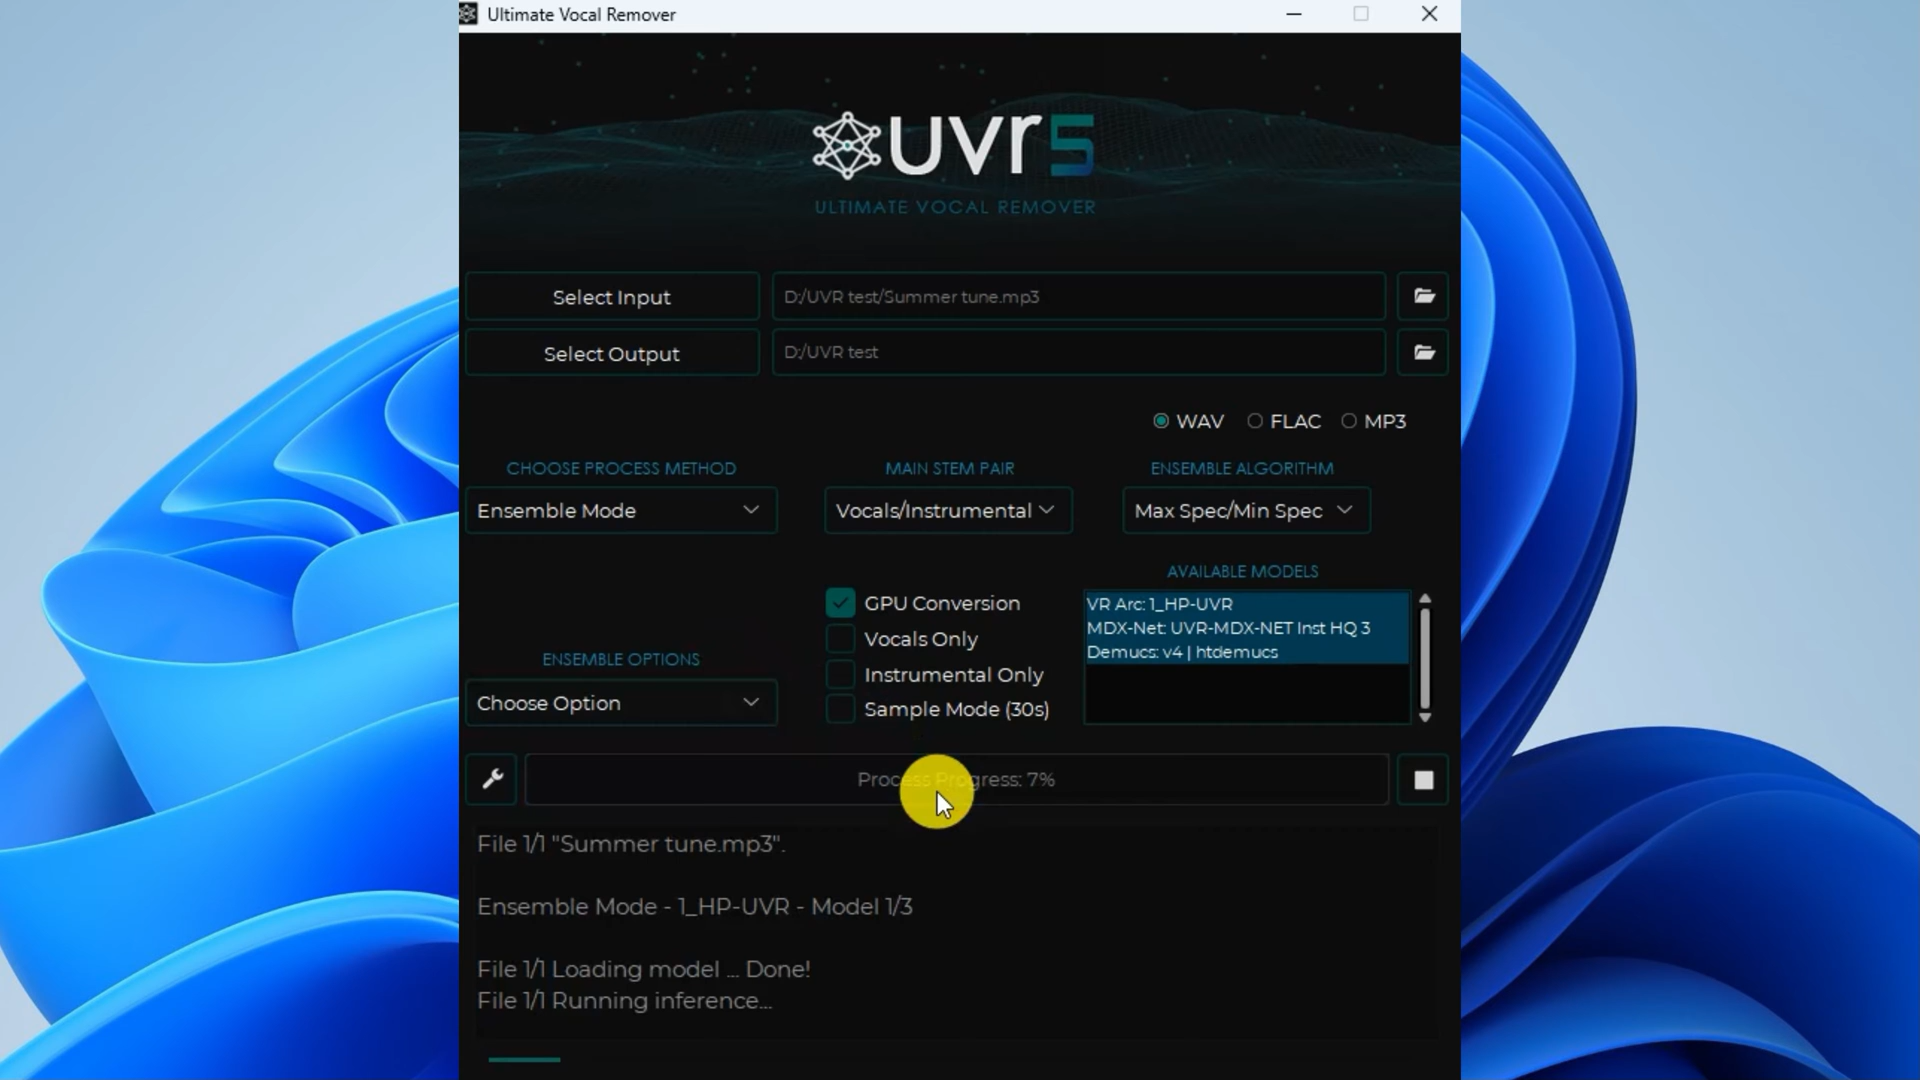 Ultimate Vocal Remover
uvr5
ULTIMATE VOCAL REMOVER
Select Input
D:/UVR test/Summer tune.mp3
Select Output
D:/UVR test
WAV FLAC MP3
CHOOSE PROCESS METHOD
MAIN STEM PAIR
ENSEMBLE ALGORITHM
Ensemble Mode
Vocals/Instrumental
Max Spec/Min Spec
AVAILABLE MODELS
GPU Conversion
Vocals Only
Instrumental Only
Sample Mode (30s)
VR Arc: 1_HP-UVR
MDX-Net: UVR-MDX-NET Inst HQ 3
Demucs: v4 | htdemucs
ENSEMBLE OPTIONS
Choose Option
Process Progress: 7%
File 1/1 "Summer tune.mp3".
Ensemble Mode - 1_HP-UVR - Model 1/3
File 1/1 Loading model ... Done!
File 1/1 Running inference...